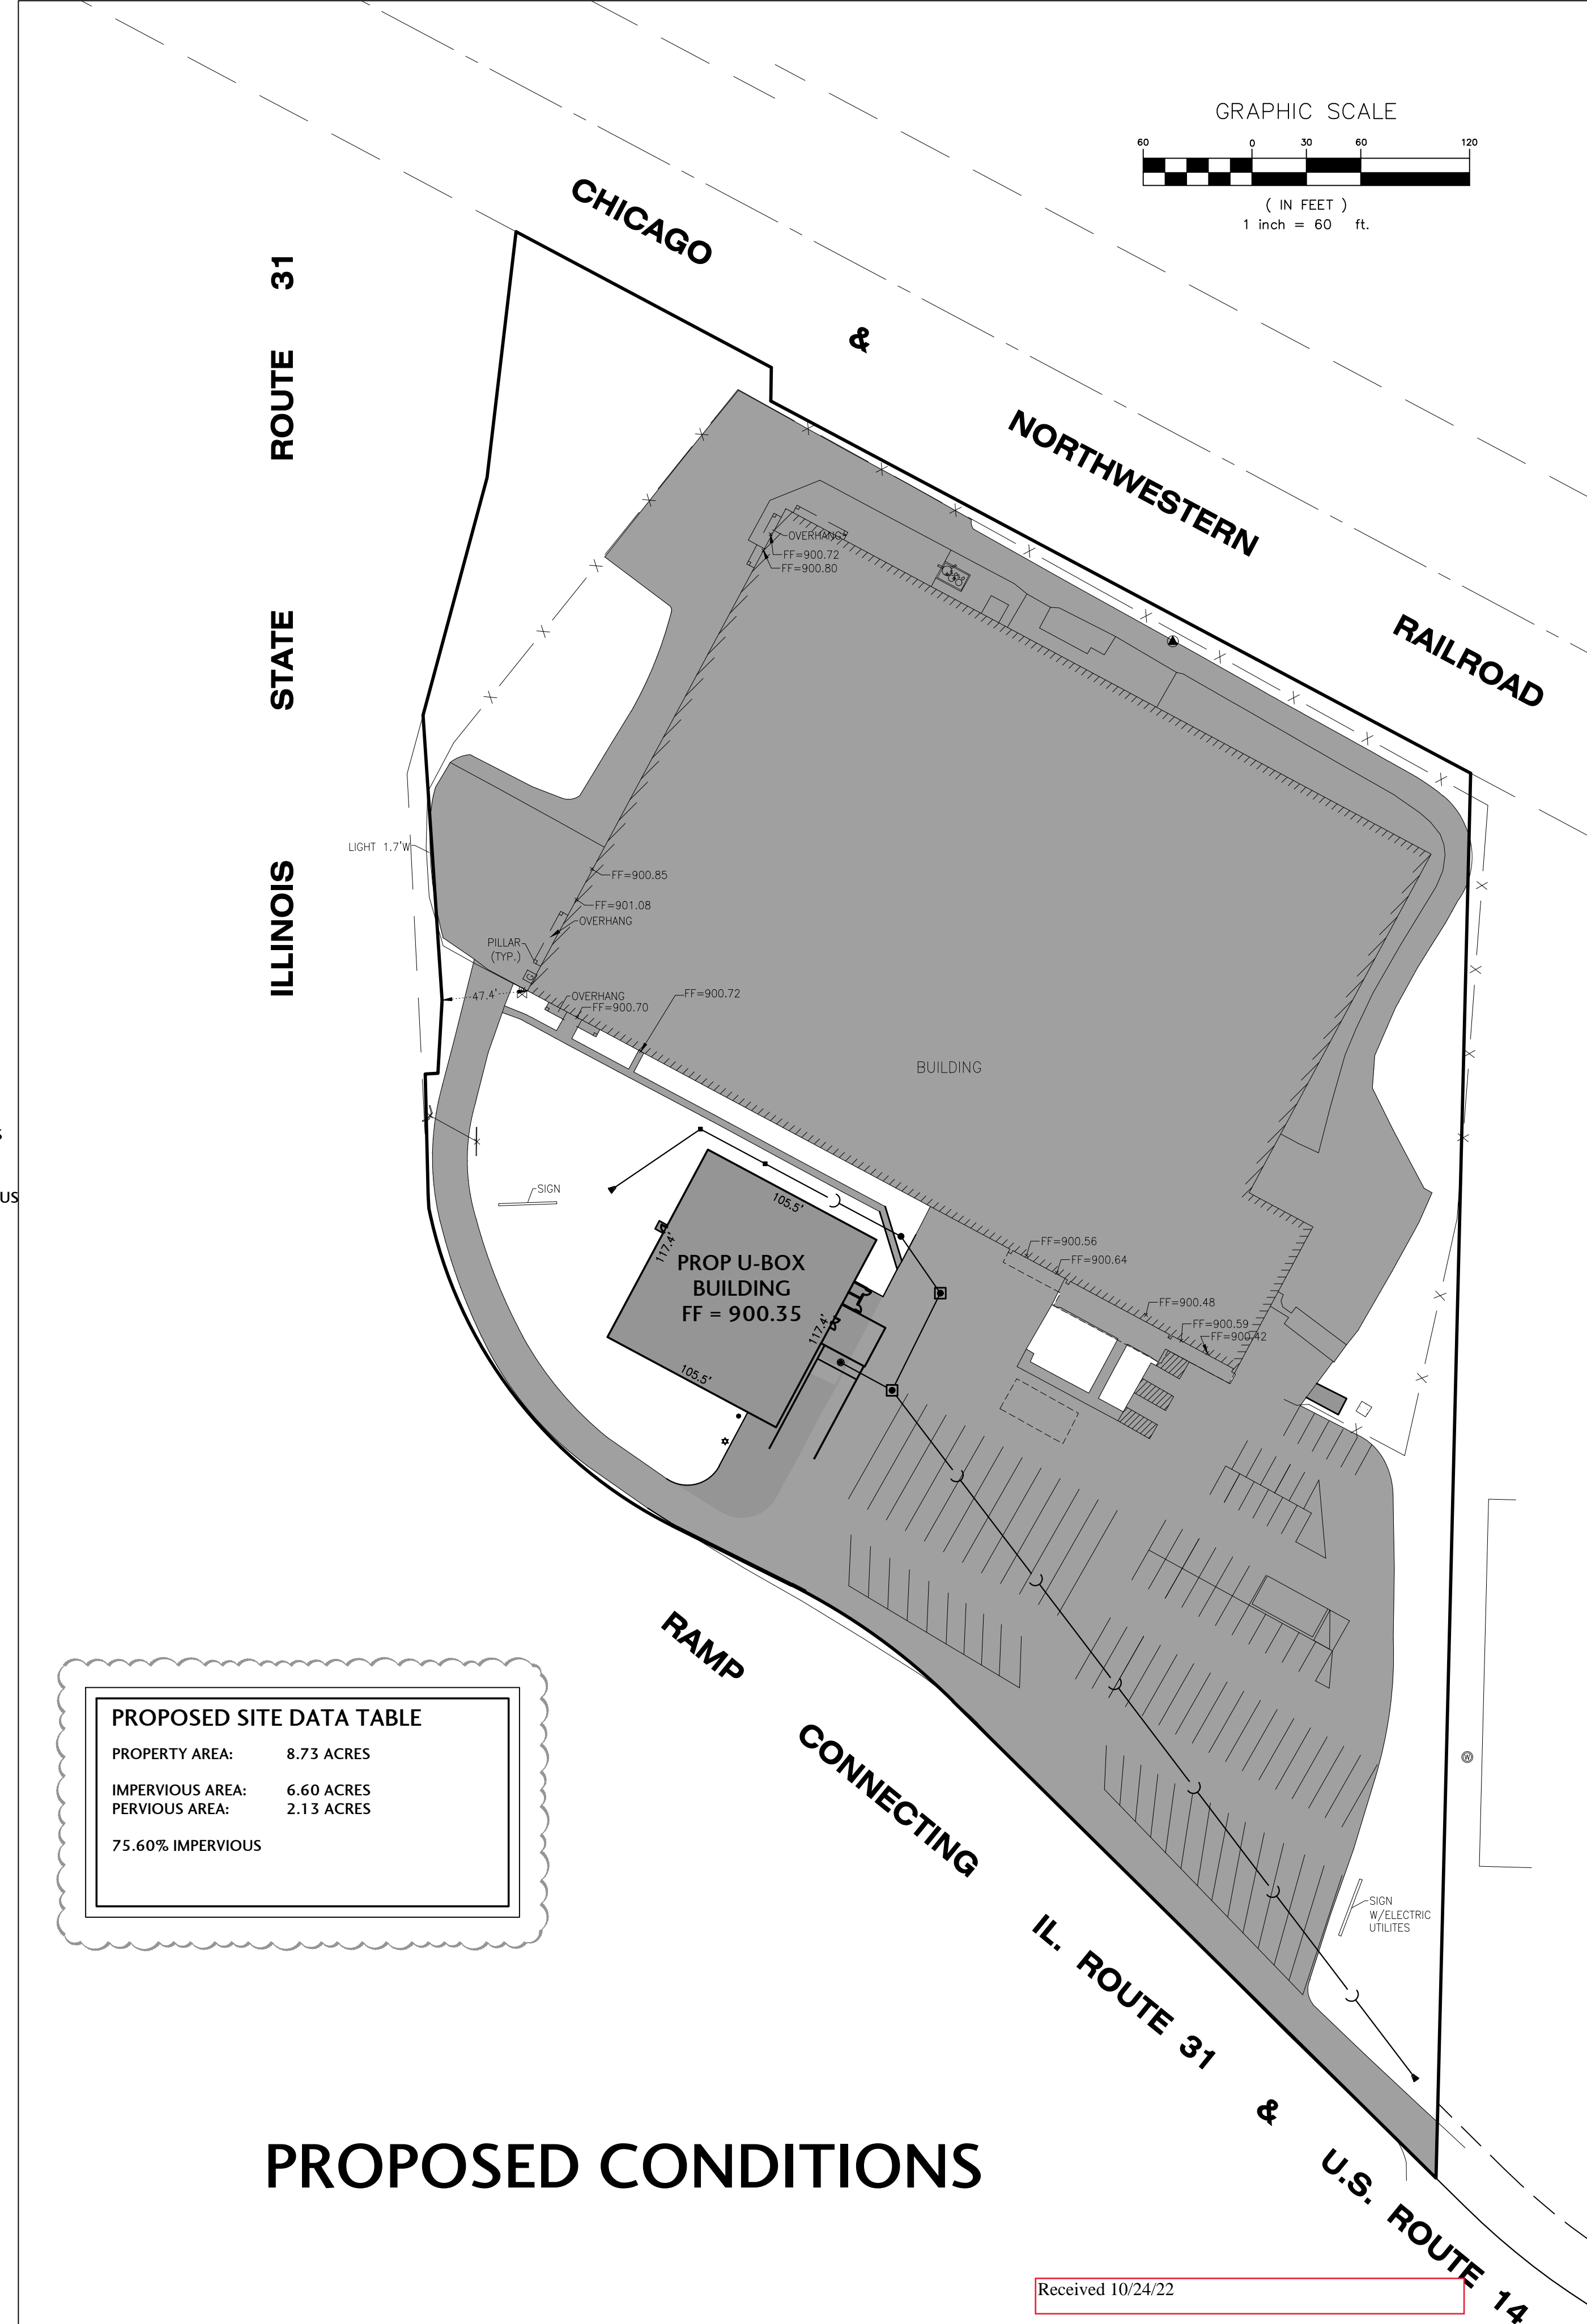 GRAPHIC SCALE
60 0 30 60 120
( IN FEET )
1 inch = 60 ft.
CHICAGO
&
NORTHWESTERN
RAILROAD
ILLINOIS STATE ROUTE 31
OVERHANG
FF=900.72
FF=900.80
LIGHT 1.7'W
FF=900.85
FF=901.08
OVERHANG
PILLAR
(TYP.)
G
47.4'
OVERHANG
FF=900.70
FF=900.72
BUILDING
S
US
SIGN
105.5'
117.4'
PROP U-BOX
BUILDING
FF = 900.35
117.4'
105.5'
FF=900.56
FF=900.64
FF=900.48
FF=900.59
FF=900.42
RAMP
CONNECTING
IL. ROUTE 31
&
U.S. ROUTE 14
W
SIGN
W/ELECTRIC
UTILITES
PROPOSED SITE DATA TABLE
PROPERTY AREA: 8.73 ACRES
IMPERVIOUS AREA: 6.60 ACRES
PERVIOUS AREA: 2.13 ACRES
75.60% IMPERVIOUS
PROPOSED CONDITIONS
Received 10/24/22